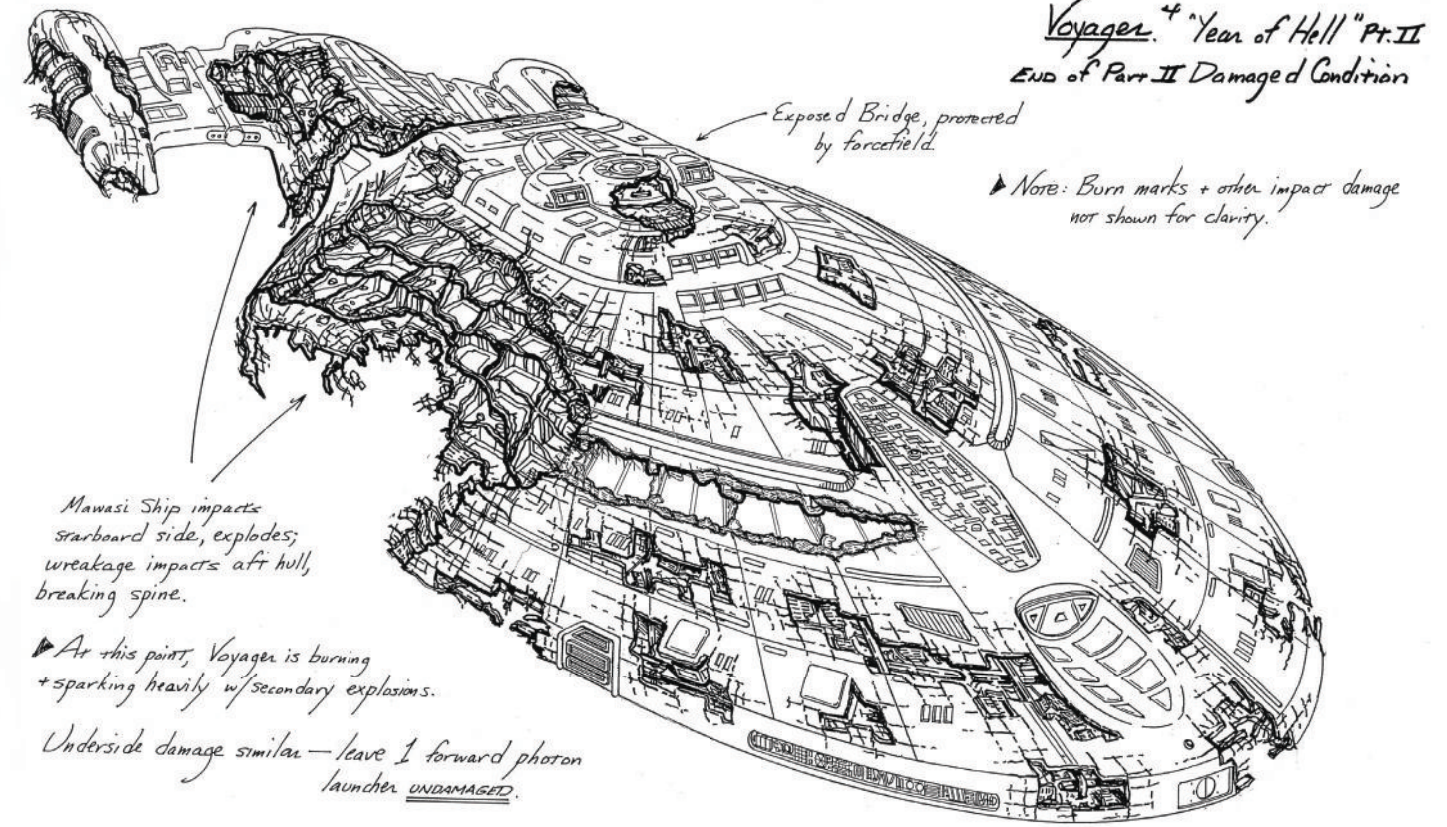 Voyager. 4 "Year of Hell" Pt. II
END of Part II Damaged Condition
Exposed Bridge, protected
by forcefield.
▶ Note: Burn marks + other impact damage
not shown for clarity.
Mawasi Ship impacts
starboard side, explodes;
wreakage impacts aft hull,
breaking spine.
▶ At this point, Voyager is burning
+ sparking heavily w/secondary explosions.
Underside damage similar — leave 1 forward photon
launcher UNDAMAGED.